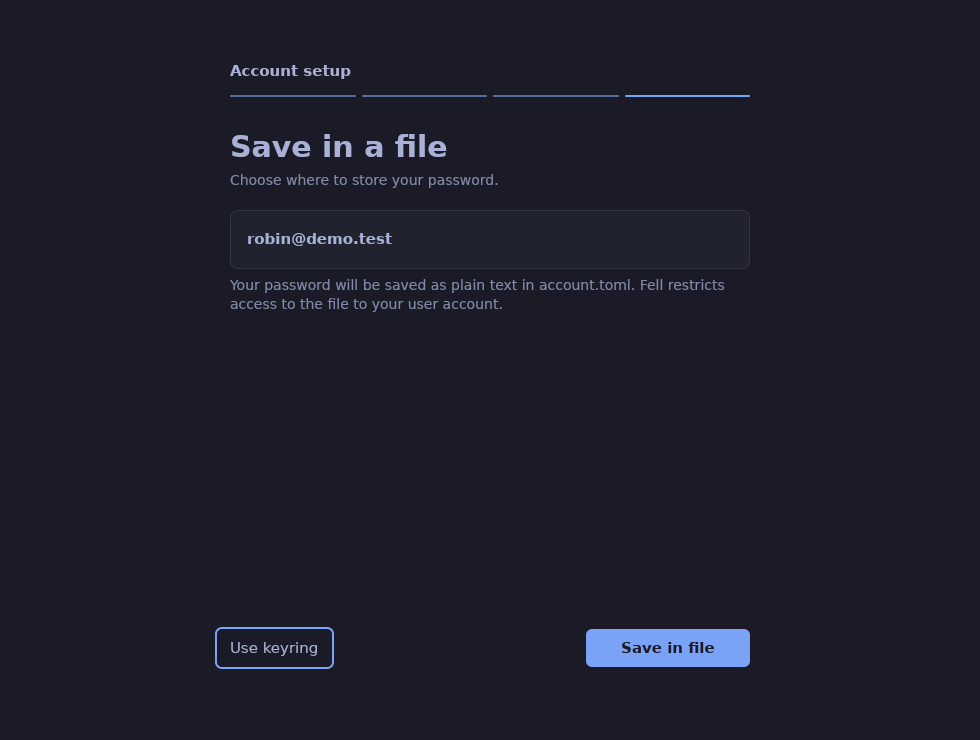 Account setup
Save in a file
Choose where to store your password.
robin@demo.test
Your password will be saved as plain text in account.toml. Fell restricts
access to the file to your user account.
Use keyring
Save in file